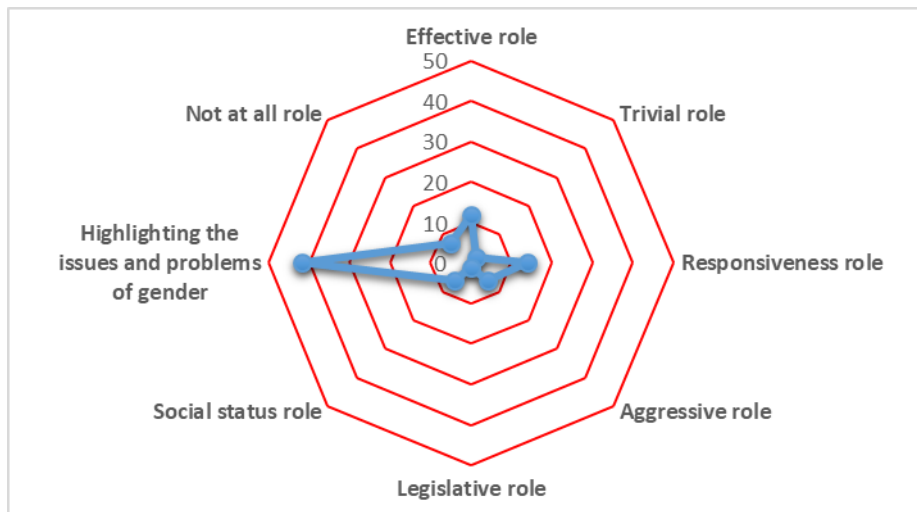 Effective role
50
Not at all role
40
Trivial role
30
20
10
Highlighting the
issues and problems
of gender
0
Responsiveness role
Social status role
Aggressive role
Legislative role